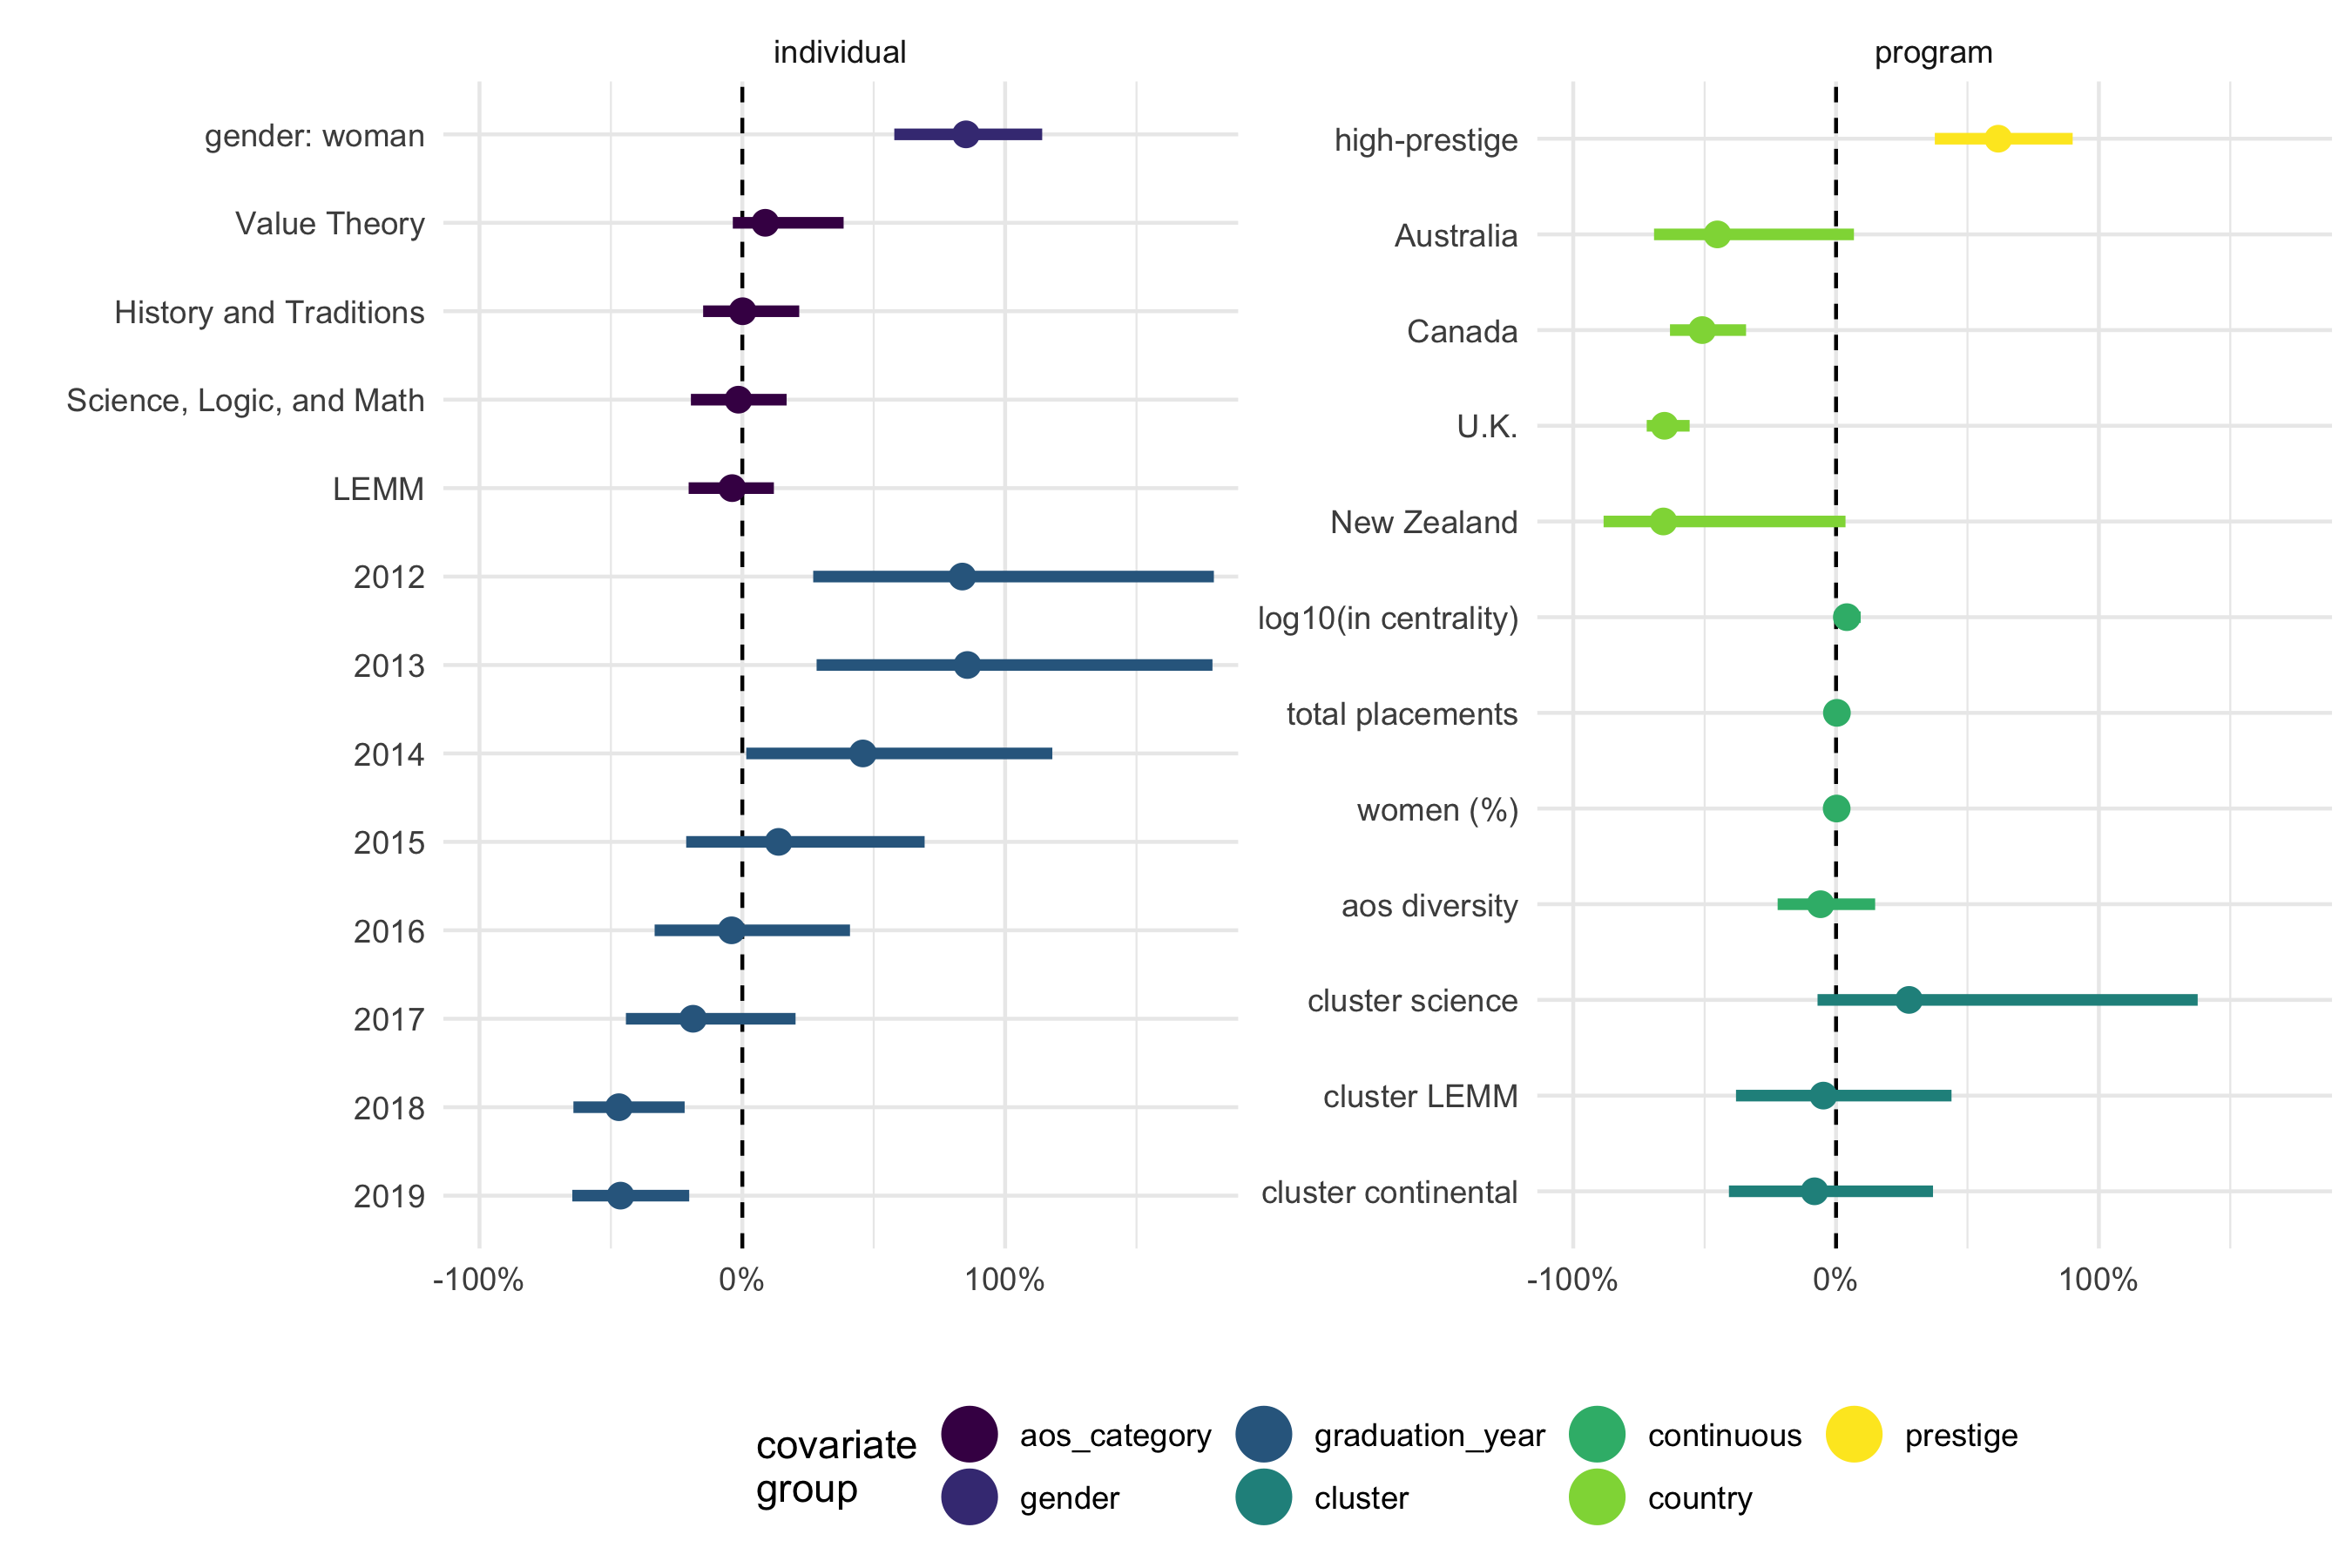 individual
gender: woman
Value Theory
History and Traditions
Science, Logic, and Math
LEMM
2012
2013
2014
2015
2016
2017
2018
2019
-100%
0%
100%
program
high-prestige
Australia
Canada
U.K.
New Zealand
log10(in centrality)
total placements
women (%)
aos diversity
cluster science
cluster LEMM
cluster continental
-100%
0%
100%
covariate
group
aos_category
graduation_year
continuous
prestige
gender
cluster
country